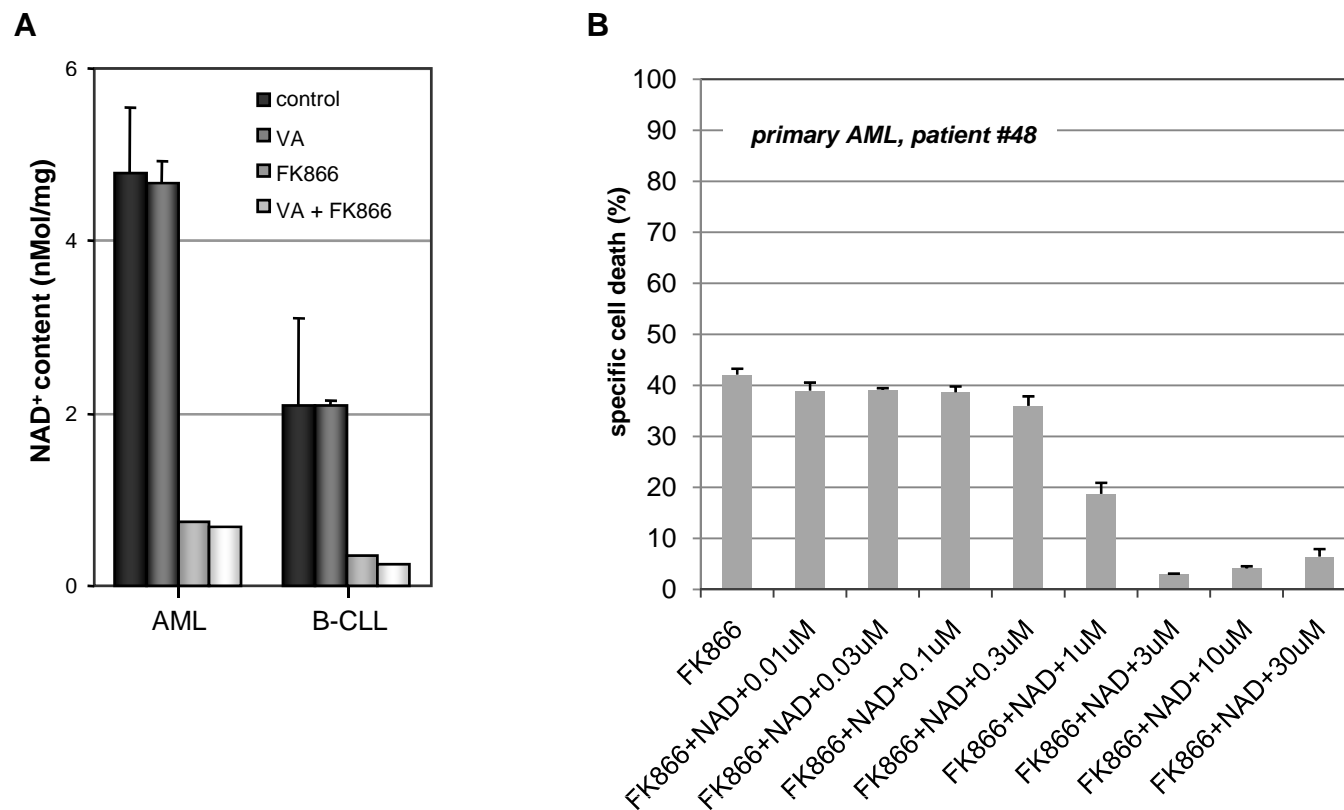 A
NAD⁺ content (nMol/mg)
6
4
2
0
control
VA
FK866
VA + FK866
AML
B-CLL
B
specific cell death (%)
100
90
80
70
60
50
40
30
20
10
0
primary AML, patient #48
FK866
FK866+NAD+0.01uM
FK866+NAD+0.03uM
FK866+NAD+0.1uM
FK866+NAD+0.3uM
FK866+NAD+1uM
FK866+NAD+3uM
FK866+NAD+10uM
FK866+NAD+30uM